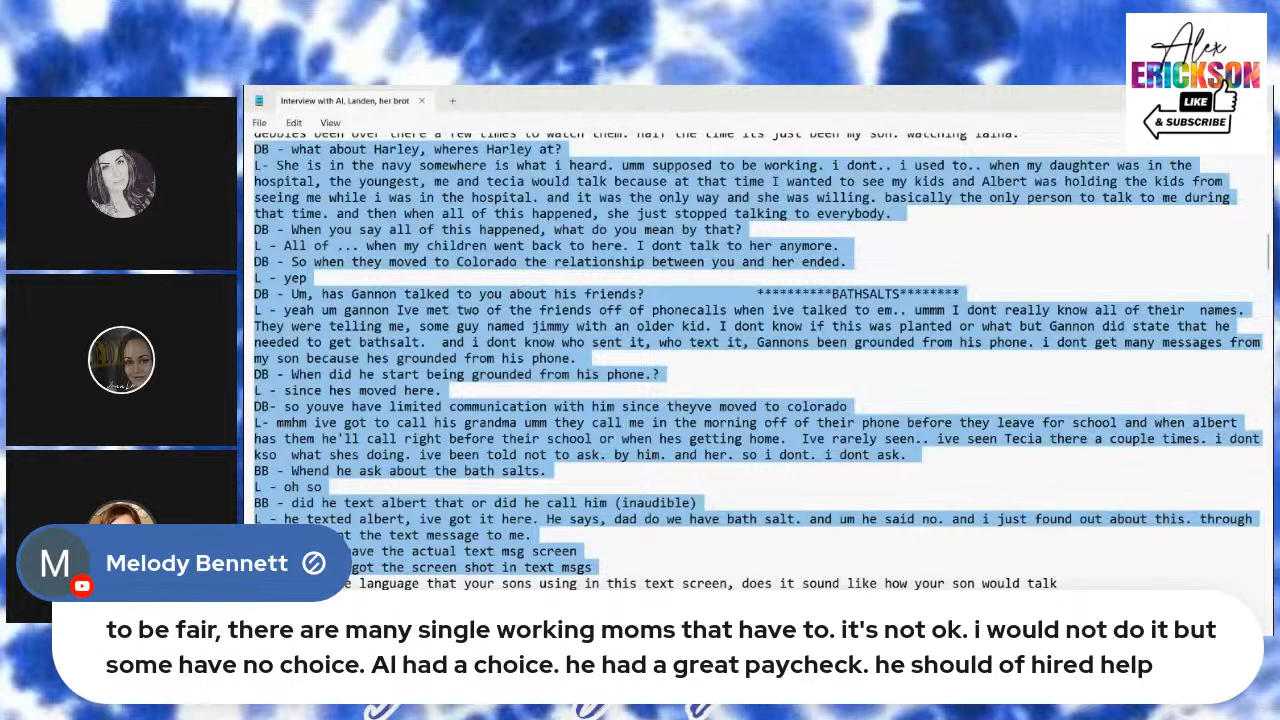 Alex
ERICKSON
LIKE
& SUBSCRIBE
Interview with Al, Landen, her brot
File Edit View
debbies been over there a few times to watch them. half the time its just been my son. watching laina.
DB - what about Harley, wheres Harley at?
L- She is in the navy somewhere is what i heard. umm supposed to be working. i dont.. i used to.. when my daughter was in the
hospital, the youngest, me and tecia would talk because at that time I wanted to see my kids and Albert was holding the kids from
seeing me while i was in the hospital. and it was the only way and she was willing. basically the only person to talk to me during
that time. and then when all of this happened, she just stopped talking to everybody.
DB - When you say all of this happened, what do you mean by that?
L - All of ... when my children went back to here. I dont talk to her anymore.
DB - So when they moved to Colorado the relationship between you and her ended.
L - yep
DB - Um, has Gannon talked to you about his friends? **********BATHSALTS********
L - yeah um gannon Ive met two of the friends off of phonecalls when ive talked to em.. ummm I dont really know all of their names.
They were telling me, some guy named jimmy with an older kid. I dont know if this was planted or what but Gannon did state that he
needed to get bathsalt. and i dont know who sent it, who text it, Gannons been grounded from his phone. i dont get many messages from
my son because hes grounded from his phone.
DB - When did he start being grounded from his phone.?
L - since hes moved here.
DB- so youve have limited communication with him since theyve moved to colorado
L- mmhm ive got to call his grandma umm they call me in the morning off of their phone before they leave for school and when albert
has them he'll call right before their school or when hes getting home. Ive rarely seen.. ive seen Tecia there a couple times. i dont
kso what shes doing. ive been told not to ask. by him. and her. so i dont. i dont ask.
BB - Whend he ask about the bath salts.
L - oh so
BB - did he text albert that or did he call him (inaudible)
L - he texted albert, ive got it here. He says, dad do we have bath salt. and um he said no. and i just found out about this. through
the text message to me.
ave the actual text msg screen
got the screen shot in text msgs
language that your sons using in this text screen, does it sound like how your son would talk
M
Melody Bennett
to be fair, there are many single working moms that have to. it's not ok. i would not do it but
some have no choice. Al had a choice. he had a great paycheck. he should of hired help